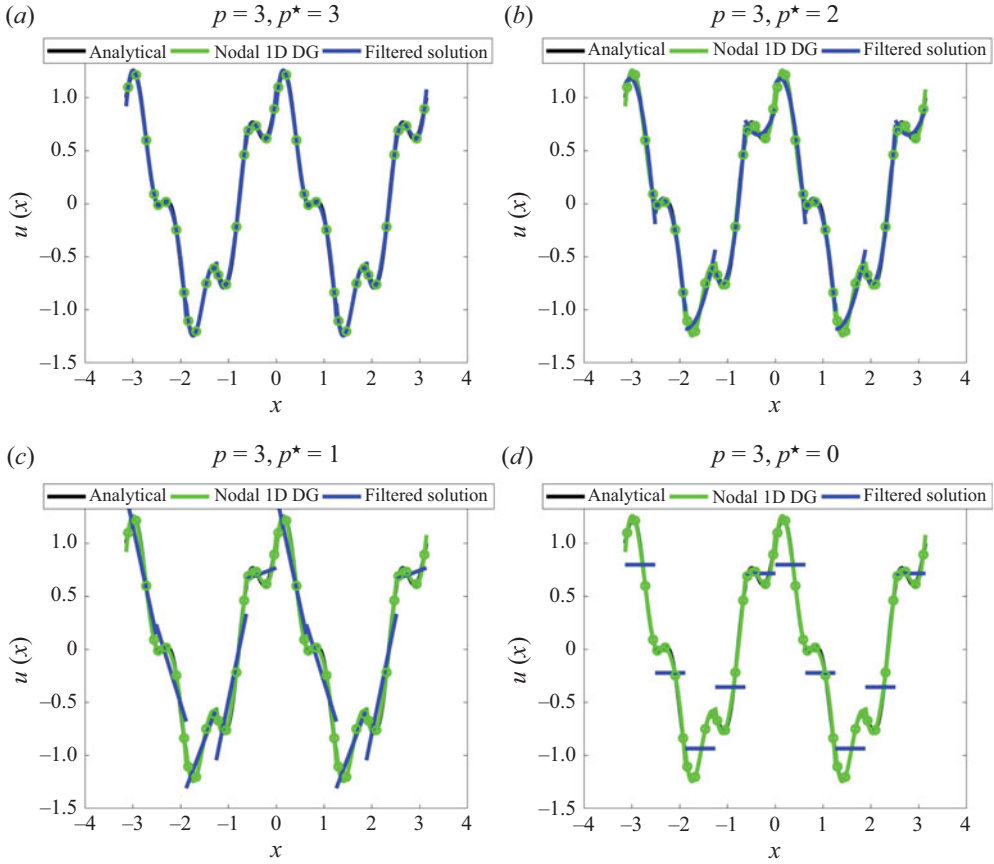 (a) p = 3, p★ = 3
Analytical Nodal 1D DG Filtered solution
1.0
0.5
0
–0.5
–1.0
–1.5
u (x)
–4 –3 –2 –1 0 1 2 3 4
x
(b) p = 3, p★ = 2
Analytical Nodal 1D DG Filtered solution
1.0
0.5
0
–0.5
–1.0
–1.5
u (x)
–4 –3 –2 –1 0 1 2 3 4
x
(c) p = 3, p★ = 1
Analytical Nodal 1D DG Filtered solution
1.0
0.5
0
–0.5
–1.0
–1.5
u (x)
–4 –3 –2 –1 0 1 2 3 4
x
(d) p = 3, p★ = 0
Analytical Nodal 1D DG Filtered solution
1.0
0.5
0
–0.5
–1.0
–1.5
u (x)
–4 –3 –2 –1 0 1 2 3 4
x